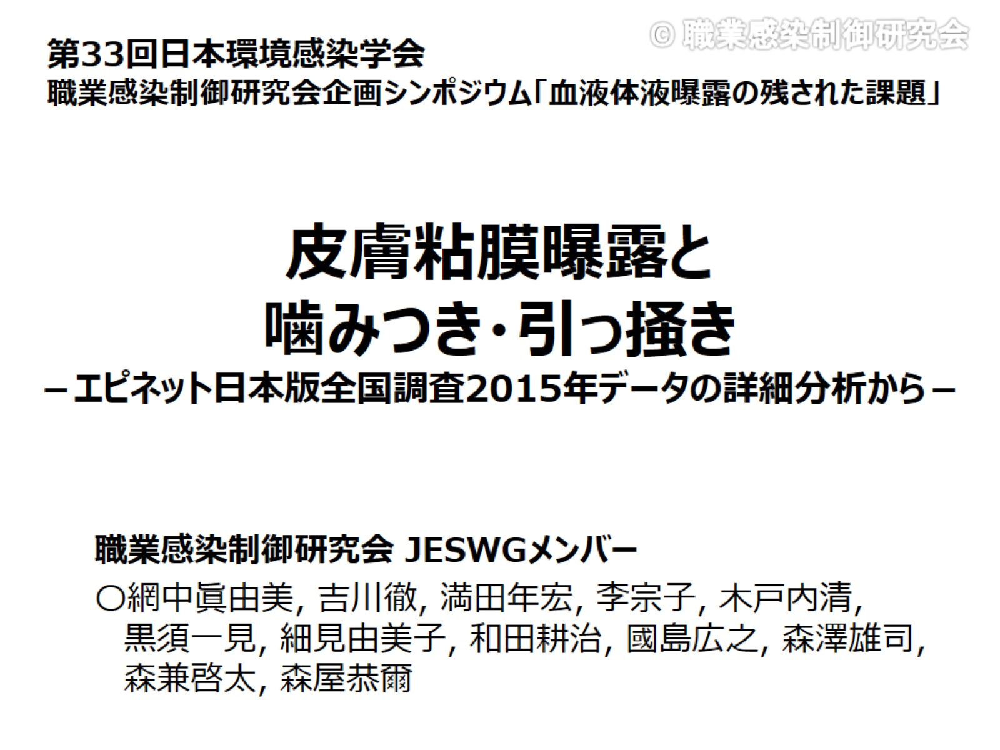 © 職業感染制御研究会
第33回日本環境感染学会
職業感染制御研究会企画シンポジウム「血液体液曝露の残された課題」
皮膚粘膜曝露と
噛みつき・引っ掻き
－エピネット日本版全国調査2015年データの詳細分析から－
職業感染制御研究会 JESWGメンバー
〇網中眞由美, 吉川徹, 満田年宏, 李宗子, 木戸内清,
黒須一見, 細見由美子, 和田耕治, 國島広之, 森澤雄司,
森兼啓太, 森屋恭爾